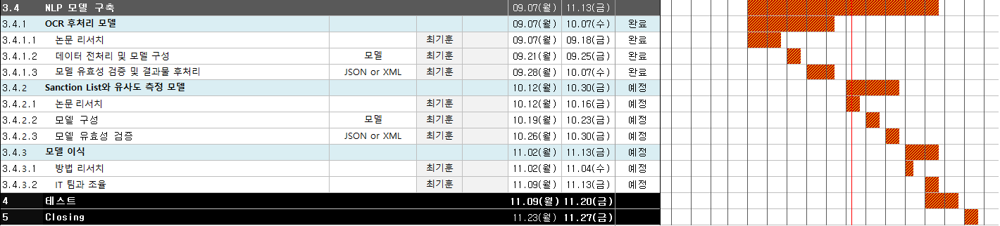 3.4 NLP 모델 구축 09.07(월) 11.13(금)
3.4.1 OCR 후처리 모델 09.07(월) 10.07(수) 완료
3.4.1.1 논문 리서치 최기훈 09.07(월) 09.18(금) 완료
3.4.1.2 데이터 전처리 및 모델 구성 모델 최기훈 09.21(월) 09.25(금) 완료
3.4.1.3 모델 유효성 검증 및 결과물 후처리 JSON or XML 최기훈 09.28(월) 10.07(수) 완료
3.4.2 Sanction List와 유사도 측정 모델 10.12(월) 10.30(금) 예정
3.4.2.1 논문 리서치 최기훈 10.12(월) 10.16(금) 예정
3.4.2.2 모델 구성 모델 최기훈 10.19(월) 10.23(금) 예정
3.4.2.3 모델 유효성 검증 JSON or XML 최기훈 10.26(월) 10.30(금) 예정
3.4.3 모델 이식 11.02(월) 11.13(금) 예정
3.4.3.1 방법 리서치 최기훈 11.02(월) 11.04(수) 예정
3.4.3.2 IT 팀과 조율 최기훈 11.09(월) 11.13(금) 예정
4 테스트 11.09(월) 11.20(금)
5 Closing 11.23(월) 11.27(금)